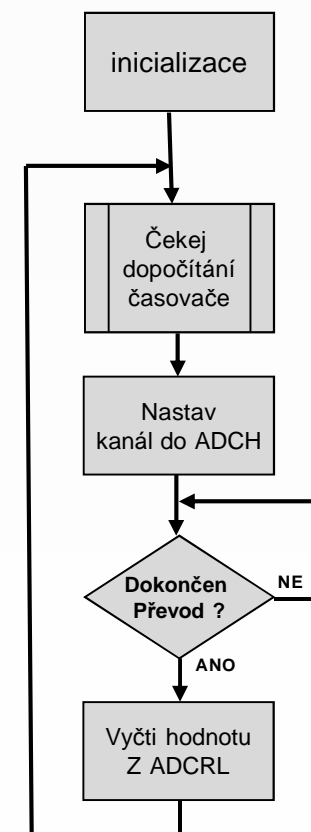 inicializace
Čekej
dopočítání
časovače
Nastav
kanál do ADCH
Dokončen
Převod ?
NE
ANO
Vyčti hodnotu
Z ADCRL